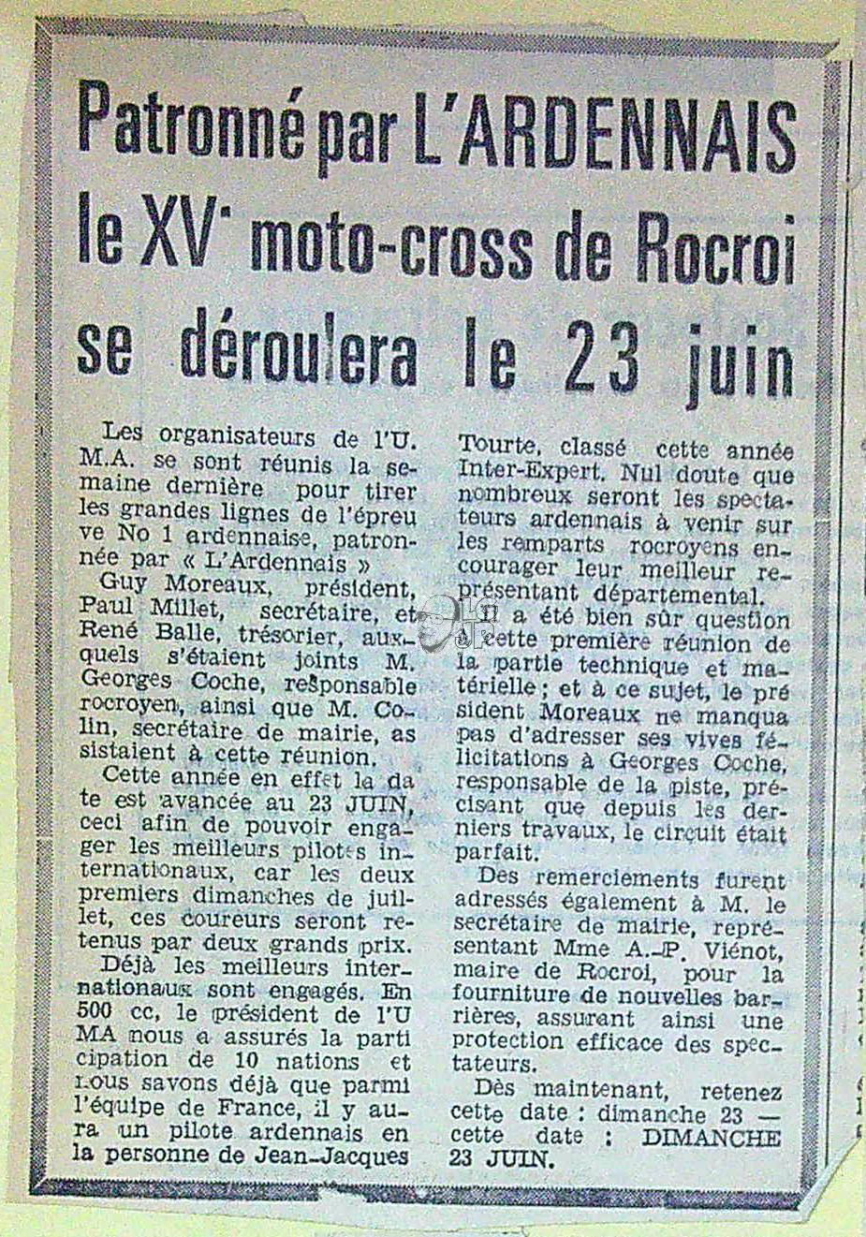 Patronné par L'ARDENNAIS
le XVe moto-cross de Rocroi
se déroulera le 23 juin
Les organisateurs de l'U.
M.A. se sont réunis la se-
maine dernière pour tirer
les grandes lignes de l'épreu
ve No 1 ardennaise, patron-
née par « L'Ardennais »
Guy Moreaux, président,
Paul Millet, secrétaire, et
René Balle, trésorier, aux-
quels s'étaient joints M.
Georges Coche, responsable
rocroyen, ainsi que M. Co-
lin, secrétaire de mairie, as
sistaient à cette réunion.
Cette année en effet la da
te est avancée au 23 JUIN,
ceci afin de pouvoir enga-
ger les meilleurs pilotes in-
ternationaux, car les deux
premiers dimanches de juil-
let, ces coureurs seront re-
tenus par deux grands prix.
Déjà les meilleurs inter-
nationaux sont engagés. En
500 cc, le président de l'U
MA nous a assurés la parti
cipation de 10 nations et
nous savons déjà que parmi
l'équipe de France, il y au-
ra un pilote ardennais en
la personne de Jean-Jacques
Tourte, classé cette année
Inter-Expert. Nul doute que
nombreux seront les specta-
teurs ardennais à venir sur
les remparts rocroyens en-
courager leur meilleur re-
présentant départemental.
Il a été bien sûr question
à cette première réunion de
la partie technique et ma-
térielle ; et à ce sujet, le pré
sident Moreaux ne manqua
pas d'adresser ses vives fé-
licitations à Georges Coche,
responsable de la piste, pré-
cisant que depuis les der-
niers travaux, le circuit était
parfait.
Des remerciements furent
adressés également à M. le
secrétaire de mairie, repré-
sentant Mme A.-P. Viénot,
maire de Rocroi, pour la
fourniture de nouvelles bar-
rières, assurant ainsi une
protection efficace des spec-
tateurs.
Dès maintenant, retenez
cette date : dimanche 23 —
cette date : DIMANCHE
23 JUIN.